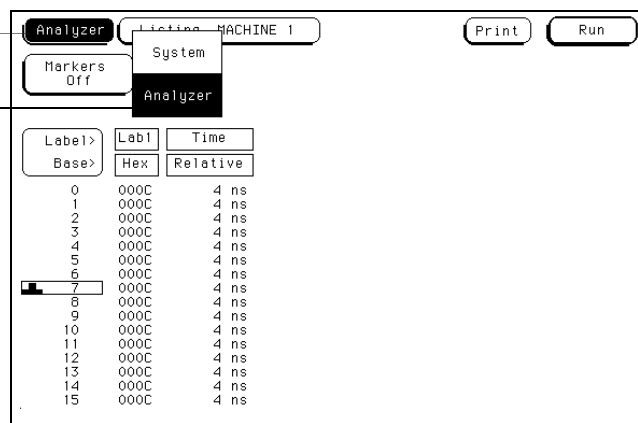 Analyzer Listing MACHINE 1 Print Run
System
Markers
Off
Analyzer
Label> Lab1 Time
Base> Hex Relative
0 000C 4 ns
1 000C 4 ns
2 000C 4 ns
3 000C 4 ns
4 000C 4 ns
5 000C 4 ns
6 000C 4 ns
7 000C 4 ns
8 000C 4 ns
9 000C 4 ns
10 000C 4 ns
11 000C 4 ns
12 000C 4 ns
13 000C 4 ns
14 000C 4 ns
15 000C 4 ns